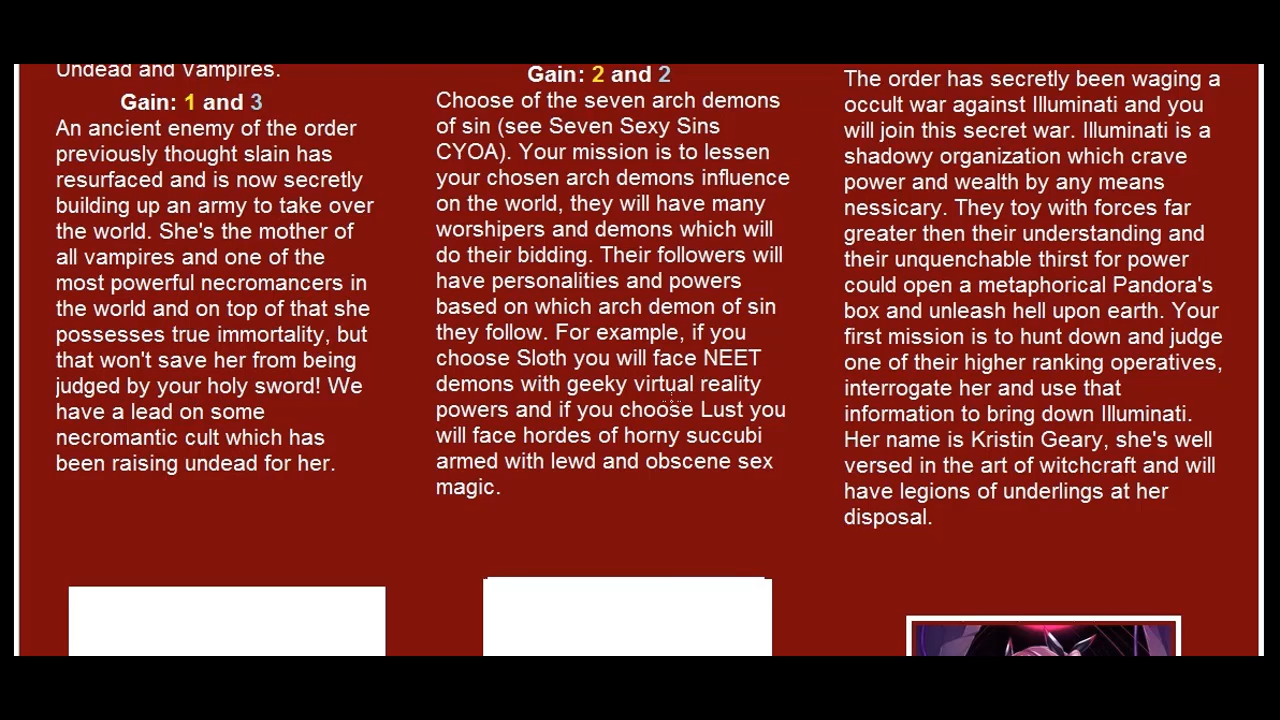 Undead and Vampires.
Gain: 1 and 3
An ancient enemy of the order
previously thought slain has
resurfaced and is now secretly
building up an army to take over
the world. She's the mother of
all vampires and one of the
most powerful necromancers in
the world and on top of that she
possesses true immortality, but
that won't save her from being
judged by your holy sword! We
have a lead on some
necromantic cult which has
been raising undead for her.
Gain: 2 and 2
Choose of the seven arch demons
of sin (see Seven Sexy Sins
CYOA). Your mission is to lessen
your chosen arch demons influence
on the world, they will have many
worshipers and demons which will
do their bidding. Their followers will
have personalities and powers
based on which arch demon of sin
they follow. For example, if you
choose Sloth you will face NEET
demons with geeky virtual reality
powers and if you choose Lust you
will face hordes of horny succubi
armed with lewd and obscene sex
magic.
The order has secretly been waging a
occult war against Illuminati and you
will join this secret war. Illuminati is a
shadowy organization which crave
power and wealth by any means
nessicary. They toy with forces far
greater then their understanding and
their unquenchable thirst for power
could open a metaphorical Pandora's
box and unleash hell upon earth. Your
first mission is to hunt down and judge
one of their higher ranking operatives,
interrogate her and use that
information to bring down Illuminati.
Her name is Kristin Geary, she's well
versed in the art of witchcraft and will
have legions of underlings at her
disposal.